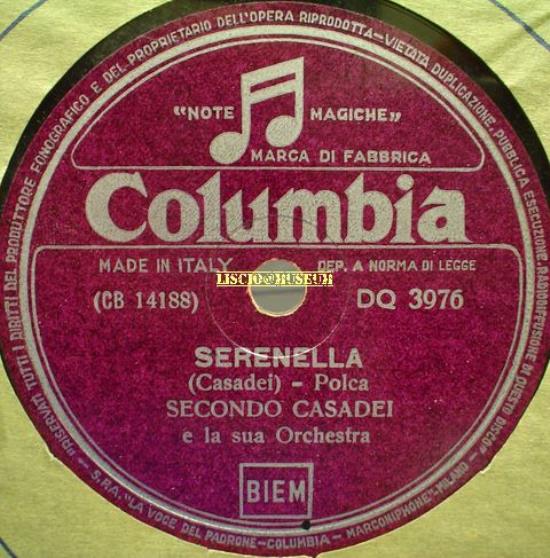 "RISERVATI TUTTI I DIRITTI DEL PRODUTTORE FONOGRAFICO E DEL PROPRIETARIO DELL'OPERA RIPRODOTTA-VIETATA DUPLICAZIONE, PUBBLICA ESECUZIONE, RADIODIFFUSIONE DI QUESTO DISCO"
"NOTE MAGICHE"
MARCA DI FABBRICA
Columbia
MADE IN ITALY DEP. A NORMA DI LEGGE
LISCIO@MUSEUM
(CB 14188) DQ 3976
SERENELLA
(Casadei) - Polca
SECONDO CASADEI
e la sua Orchestra
BIEM
S.P.A. "LA VOCE DEL PADRONE-COLUMBIA-MARCONIPHONE"-MILANO